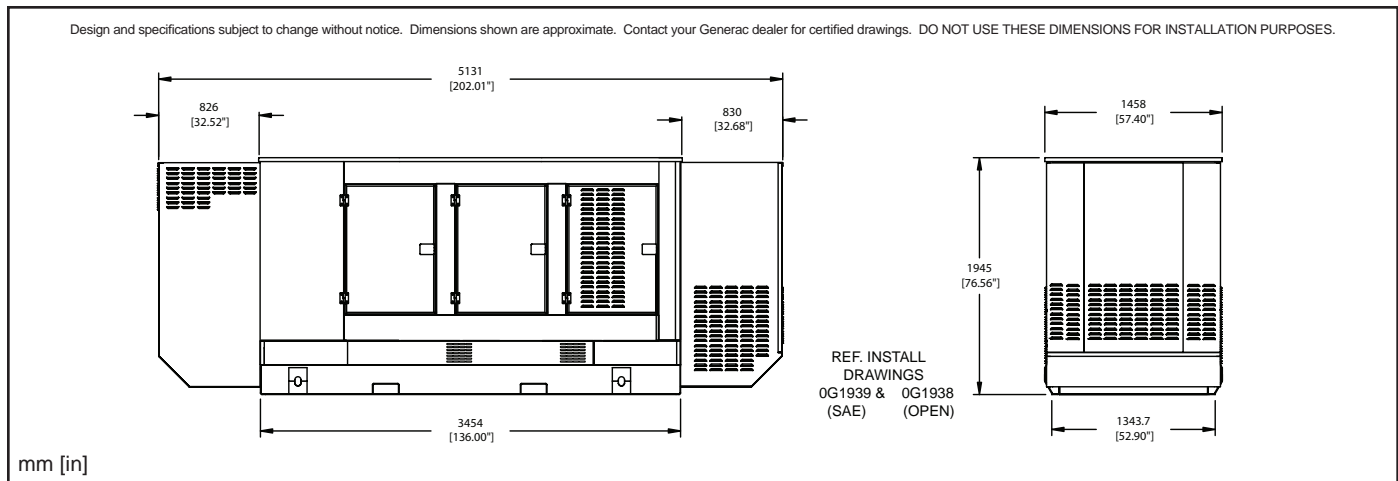 Design and specifications subject to change without notice. Dimensions shown are approximate. Contact your Generac dealer for certified drawings. DO NOT USE THESE DIMENSIONS FOR INSTALLATION PURPOSES.
5131
[202.01"]
826
[32.52"]
830
[32.68"]
1458
[57.40"]
1945
[76.56"]
REF. INSTALL
DRAWINGS
0G1939 & 0G1938
(SAE) (OPEN)
3454
[136.00"]
1343.7
[52.90"]
mm [in]